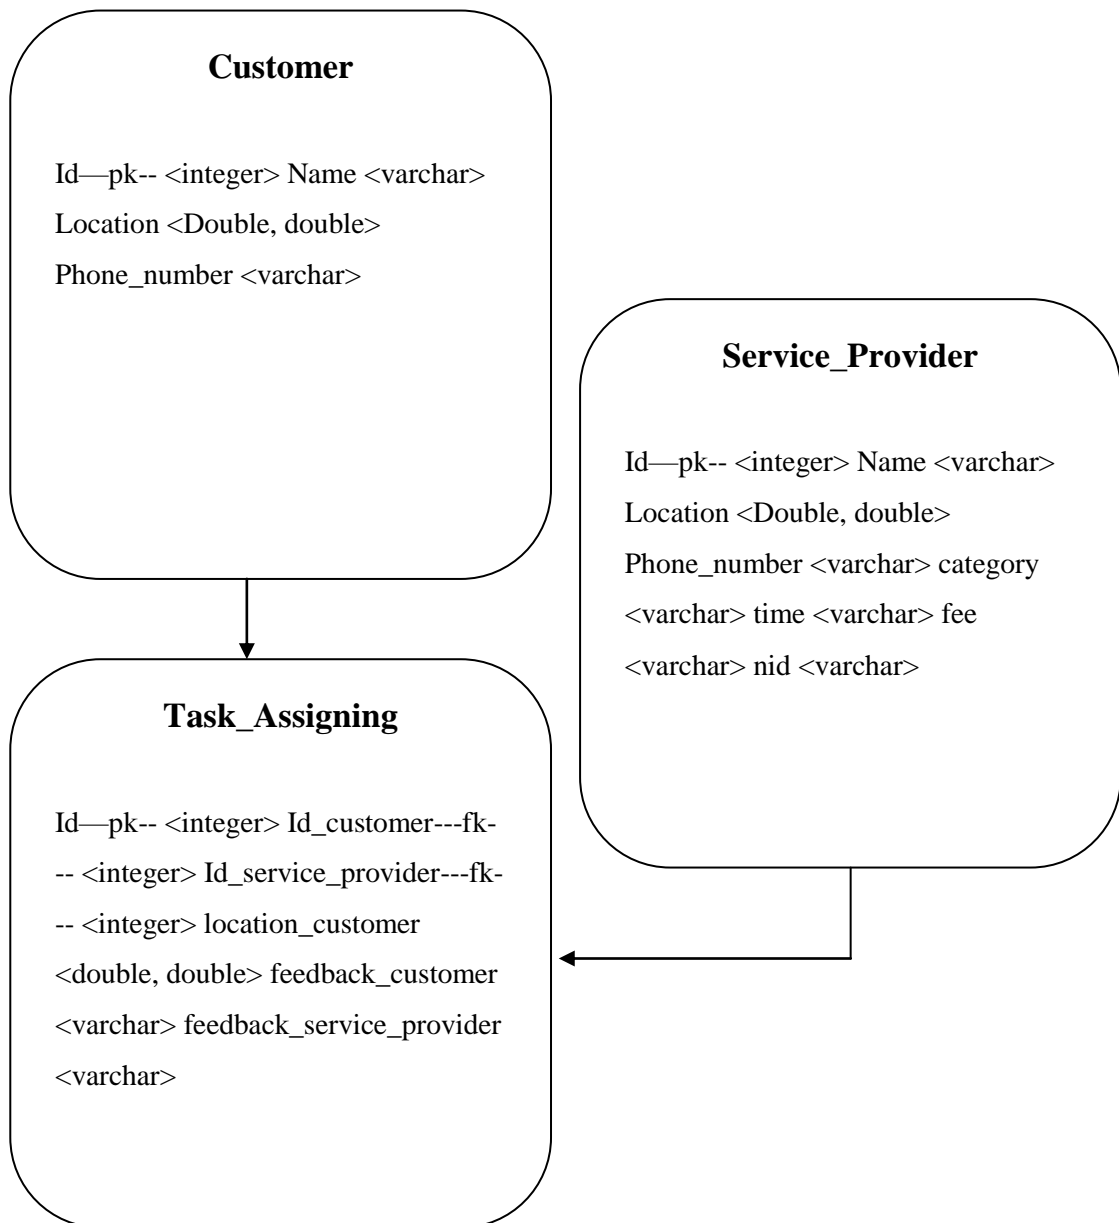 Customer
Id—pk-- <integer> Name <varchar>
Location <Double, double>
Phone_number <varchar>
Service_Provider
Id—pk-- <integer> Name <varchar>
Location <Double, double>
Phone_number <varchar> category
<varchar> time <varchar> fee
<varchar> nid <varchar>
Task_Assigning
Id—pk-- <integer> Id_customer---fk-
-- <integer> Id_service_provider---fk-
-- <integer> location_customer
<double, double> feedback_customer
<varchar> feedback_service_provider
<varchar>